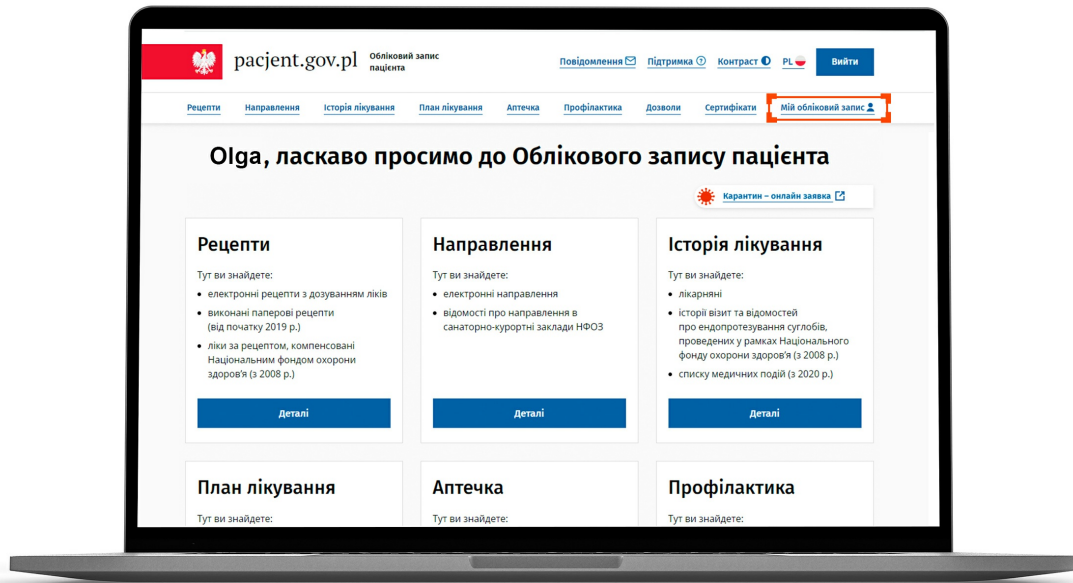 pacjent.gov.pl
Обліковий запис
пацієнта
Повідомлення Підтримка Контраст PL Вийти
Рецепти Направлення Історія лікування План лікування Аптечка Профілактика Дозволи Сертифікати Мій обліковий запис
Olga, ласкаво просимо до Облікового запису пацієнта
Карантин – онлайн заявка
Рецепти
Тут ви знайдете:
• електронні рецепти з дозуванням ліків
• виконані паперові рецепти
(від початку 2019 р.)
• ліки за рецептом, компенсовані
Національним фондом охорони
здоров'я (з 2008 р.)
Деталі
Направлення
Тут ви знайдете:
• електронні направлення
• відомості про направлення в
санаторно-курортні заклади НФОЗ
Деталі
Історія лікування
Тут ви знайдете:
• лікарняні
• історії візит та відомостей
про ендопротезування суглобів,
проведених у рамках Національного
фонду охорони здоров'я (з 2008 р.)
• списку медичних подій (з 2020 р.)
Деталі
План лікування
Тут ви знайдете:
Аптечка
Тут ви знайдете:
Профілактика
Тут ви знайдете: